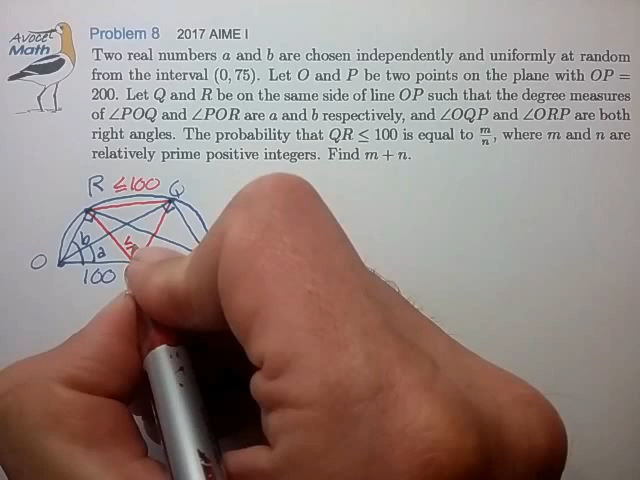 Avocet
Math
Problem 8 2017 AIME I
Two real numbers a and b are chosen independently and uniformly at random
from the interval (0, 75). Let O and P be two points on the plane with OP =
200. Let Q and R be on the same side of line OP such that the degree measures
of ∠POQ and ∠POR are a and b respectively, and ∠OQP and ∠ORP are both
right angles. The probability that QR ≤ 100 is equal to m/n, where m and n are
relatively prime positive integers. Find m + n.
R ≤100 Q
b
a
O
100